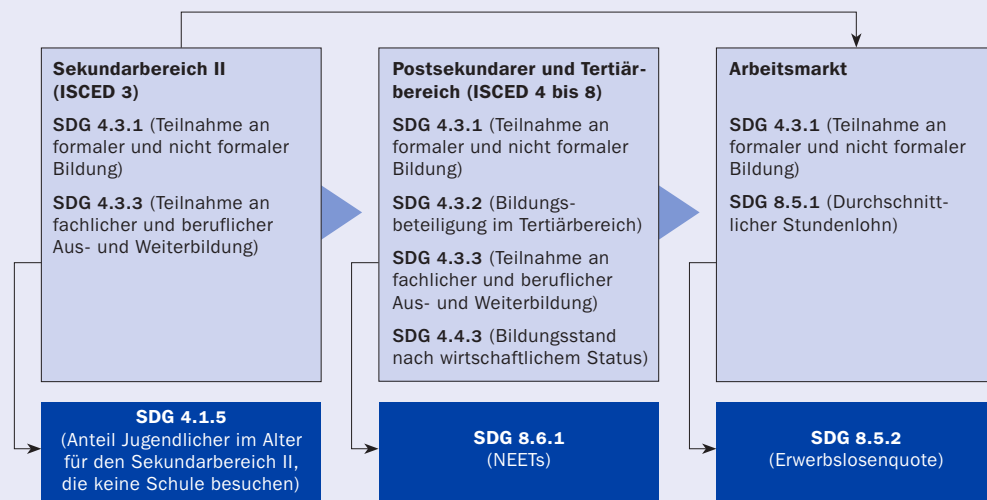 Sekundarbereich II
(ISCED 3)
SDG 4.3.1 (Teilnahme an
formaler und nicht formaler
Bildung)
SDG 4.3.3 (Teilnahme an
fachlicher und beruflicher
Aus- und Weiterbildung)
SDG 4.1.5
(Anteil Jugendlicher im Alter
für den Sekundarbereich II,
die keine Schule besuchen)
Postsekundarer und Tertiär-
bereich (ISCED 4 bis 8)
SDG 4.3.1 (Teilnahme an
formaler und nicht formaler
Bildung)
SDG 4.3.2 (Bildungs-
beteiligung im Tertiärbereich)
SDG 4.3.3 (Teilnahme an
fachlicher und beruflicher
Aus- und Weiterbildung)
SDG 4.4.3 (Bildungsstand
nach wirtschaftlichem Status)
SDG 8.6.1
(NEETs)
Arbeitsmarkt
SDG 4.3.1 (Teilnahme an
formaler und nicht formaler
Bildung)
SDG 8.5.1 (Durchschnitt-
licher Stundenlohn)
SDG 8.5.2
(Erwerbslosenquote)